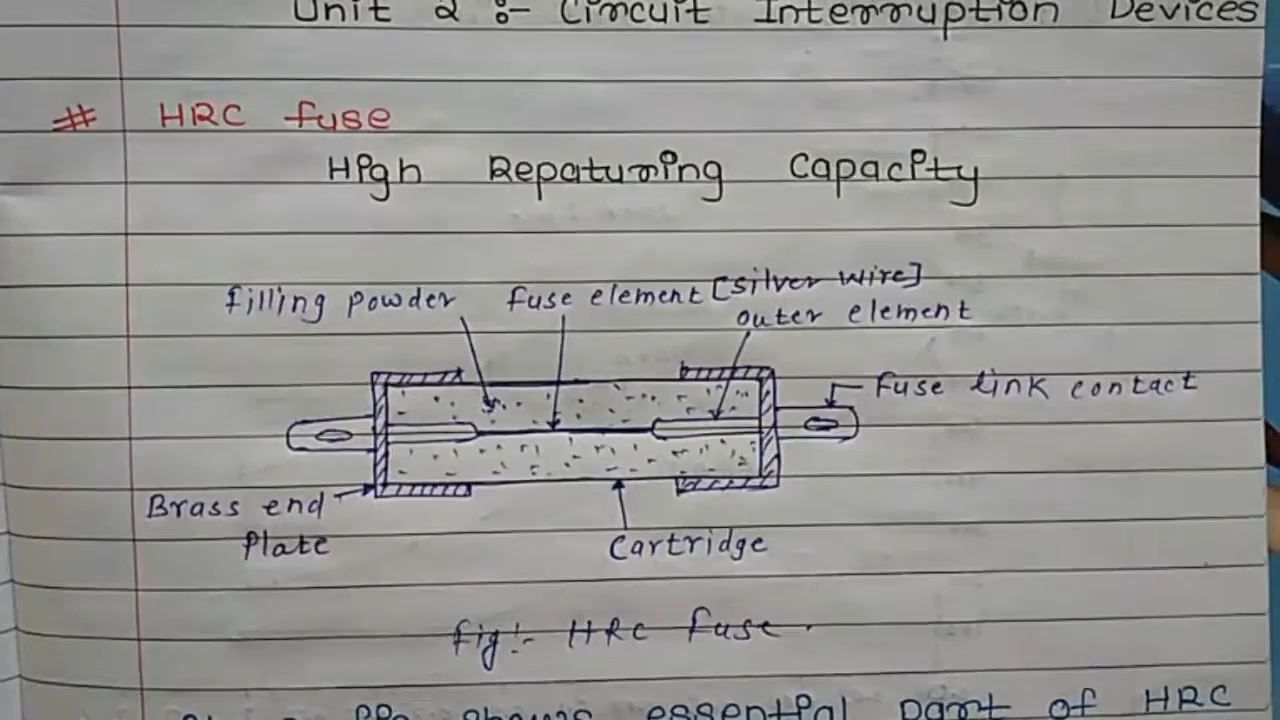 Unit 2 :- Circuit Interruption Devices
# HRC fuse
High Repaturing Capacity
filling powder fuse element [silver wire]
outer element
Fuse link contact
Brass end
Plate
Cartridge
fig:- HRC fuse.
shows essential part of HRC